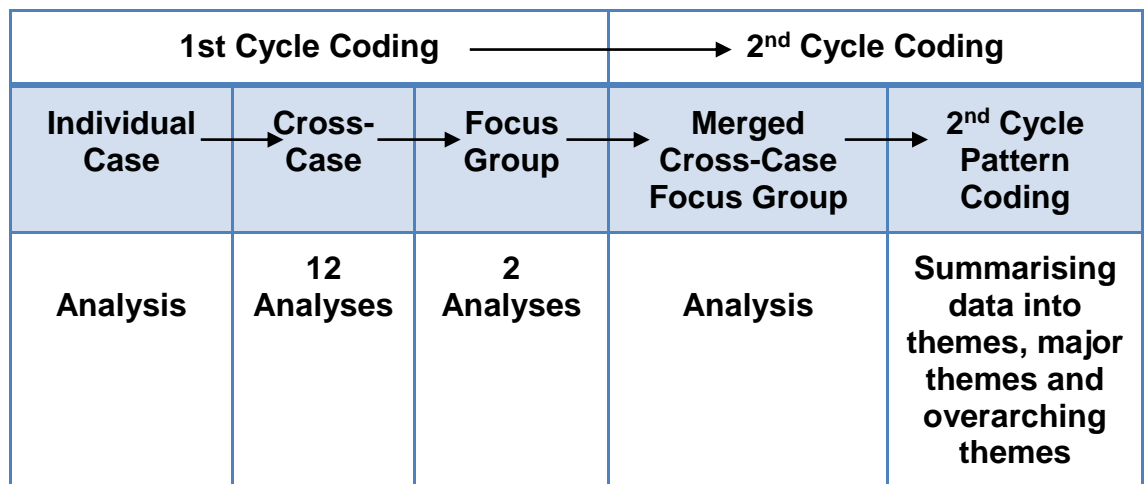 1st Cycle Coding
2nd Cycle Coding
Individual
Case
Cross-
Case
Focus
Group
Merged
Cross-Case
Focus Group
2nd Cycle
Pattern
Coding
Analysis
12
Analyses
2
Analyses
Analysis
Summarising
data into
themes, major
themes and
overarching
themes